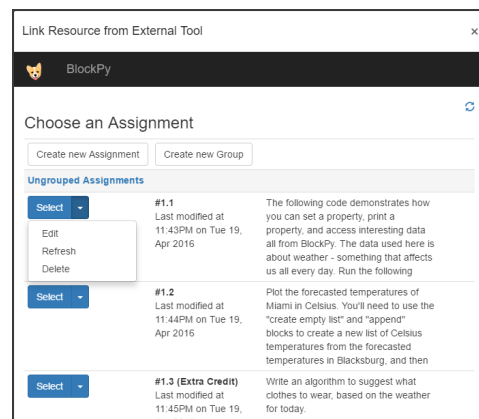 Link Resource from External Tool ×
BlockPy
Choose an Assignment
Create new Assignment Create new Group
Ungrouped Assignments
Select
Edit
Refresh
Delete
#1.1
Last modified at
11:43PM on Tue 19,
Apr 2016
The following code demonstrates how
you can set a property, print a
property, and access interesting data
all from BlockPy. The data used here is
about weather - something that affects
us all every day. Run the following
Select
#1.2
Last modified at
11:44PM on Tue 19,
Apr 2016
Plot the forecasted temperatures of
Miami in Celsius. You'll need to use the
"create empty list" and "append"
blocks to create a new list of Celsius
temperatures from the forecasted
temperatures in Blacksburg, and then
Select
#1.3 (Extra Credit)
Last modified at
11:45PM on Tue 19,
Write an algorithm to suggest what
clothes to wear, based on the weather
for today.